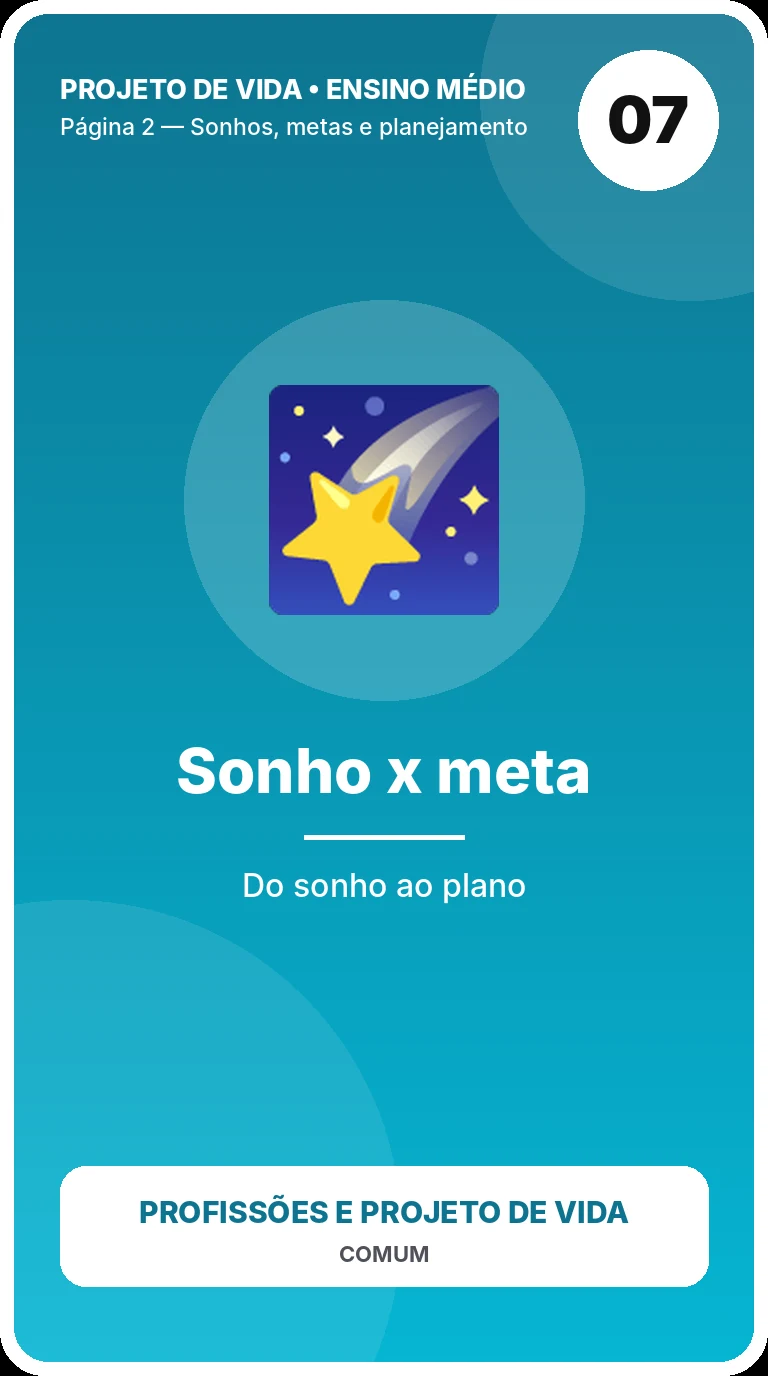 PROJETO DE VIDA • ENSINO MÉDIO
Página 2 — Sonhos, metas e planejamento
07
Sonho x meta
Do sonho ao plano
PROFISSÕES E PROJETO DE VIDA
COMUM